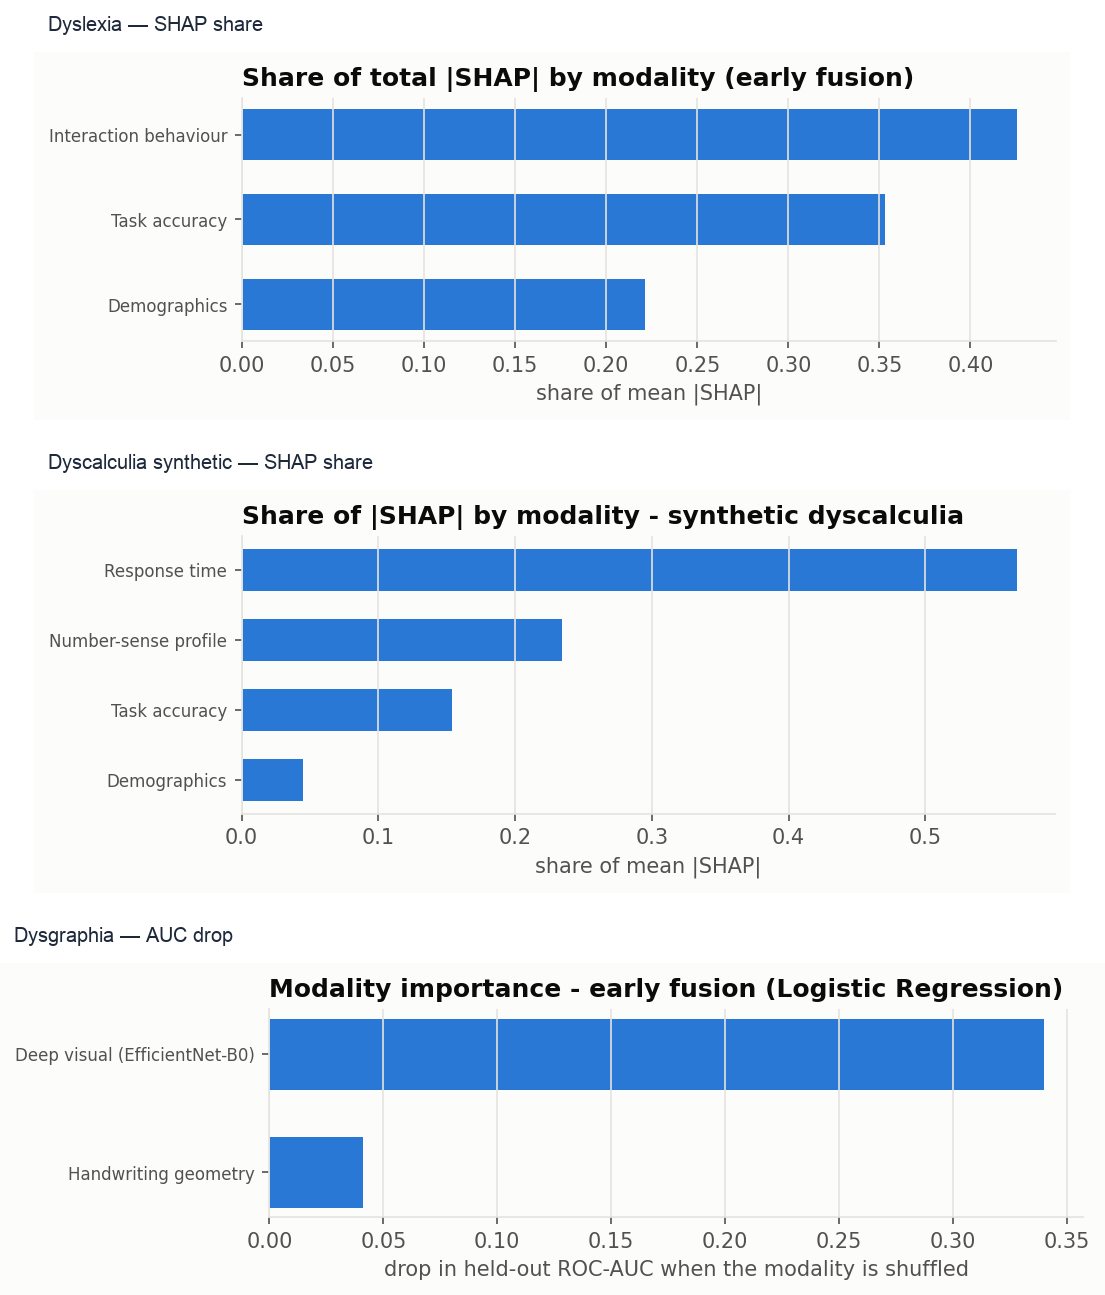 Dyslexia — SHAP share
Share of total |SHAP| by modality (early fusion)
Interaction behaviour
Task accuracy
Demographics
0.00 0.05 0.10 0.15 0.20 0.25 0.30 0.35 0.40
share of mean |SHAP|
Dyscalculia synthetic — SHAP share
Share of |SHAP| by modality - synthetic dyscalculia
Response time
Number-sense profile
Task accuracy
Demographics
0.0 0.1 0.2 0.3 0.4 0.5
share of mean |SHAP|
Dysgraphia — AUC drop
Modality importance - early fusion (Logistic Regression)
Deep visual (EfficientNet-B0)
Handwriting geometry
0.00 0.05 0.10 0.15 0.20 0.25 0.30 0.35
drop in held-out ROC-AUC when the modality is shuffled